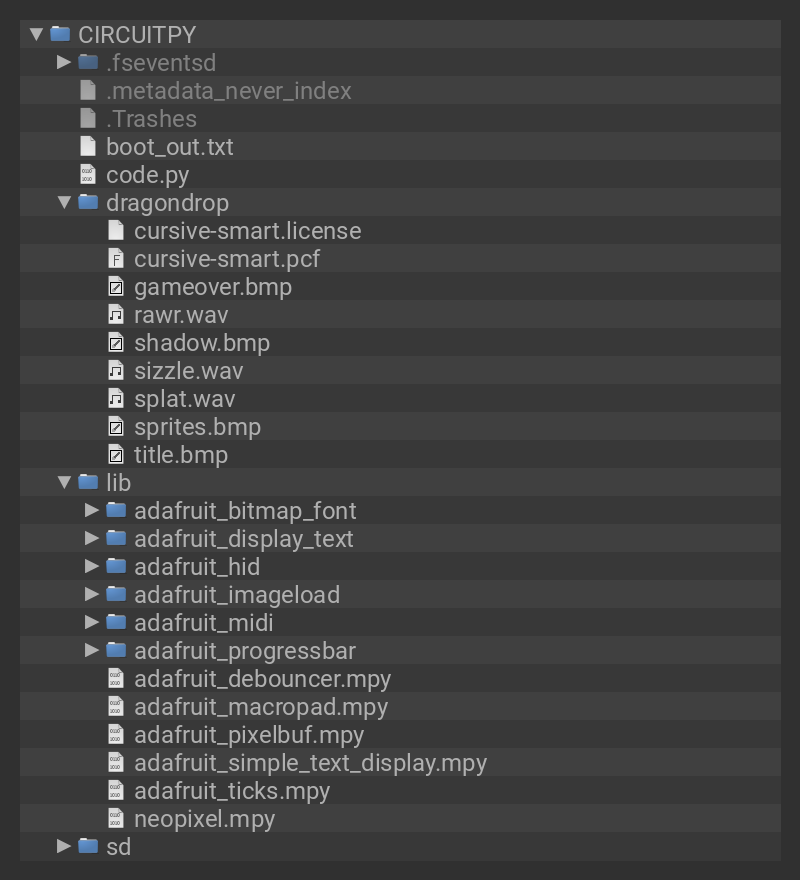 CIRCUITPY
.fseventsd
.metadata_never_index
.Trashes
boot_out.txt
code.py
dragondrop
cursive-smart.license
cursive-smart.pcf
gameover.bmp
rawr.wav
shadow.bmp
sizzle.wav
splat.wav
sprites.bmp
title.bmp
lib
adafruit_bitmap_font
adafruit_display_text
adafruit_hid
adafruit_imageload
adafruit_midi
adafruit_progressbar
adafruit_debouncer.mpy
adafruit_macropad.mpy
adafruit_pixelbuf.mpy
adafruit_simple_text_display.mpy
adafruit_ticks.mpy
neopixel.mpy
sd